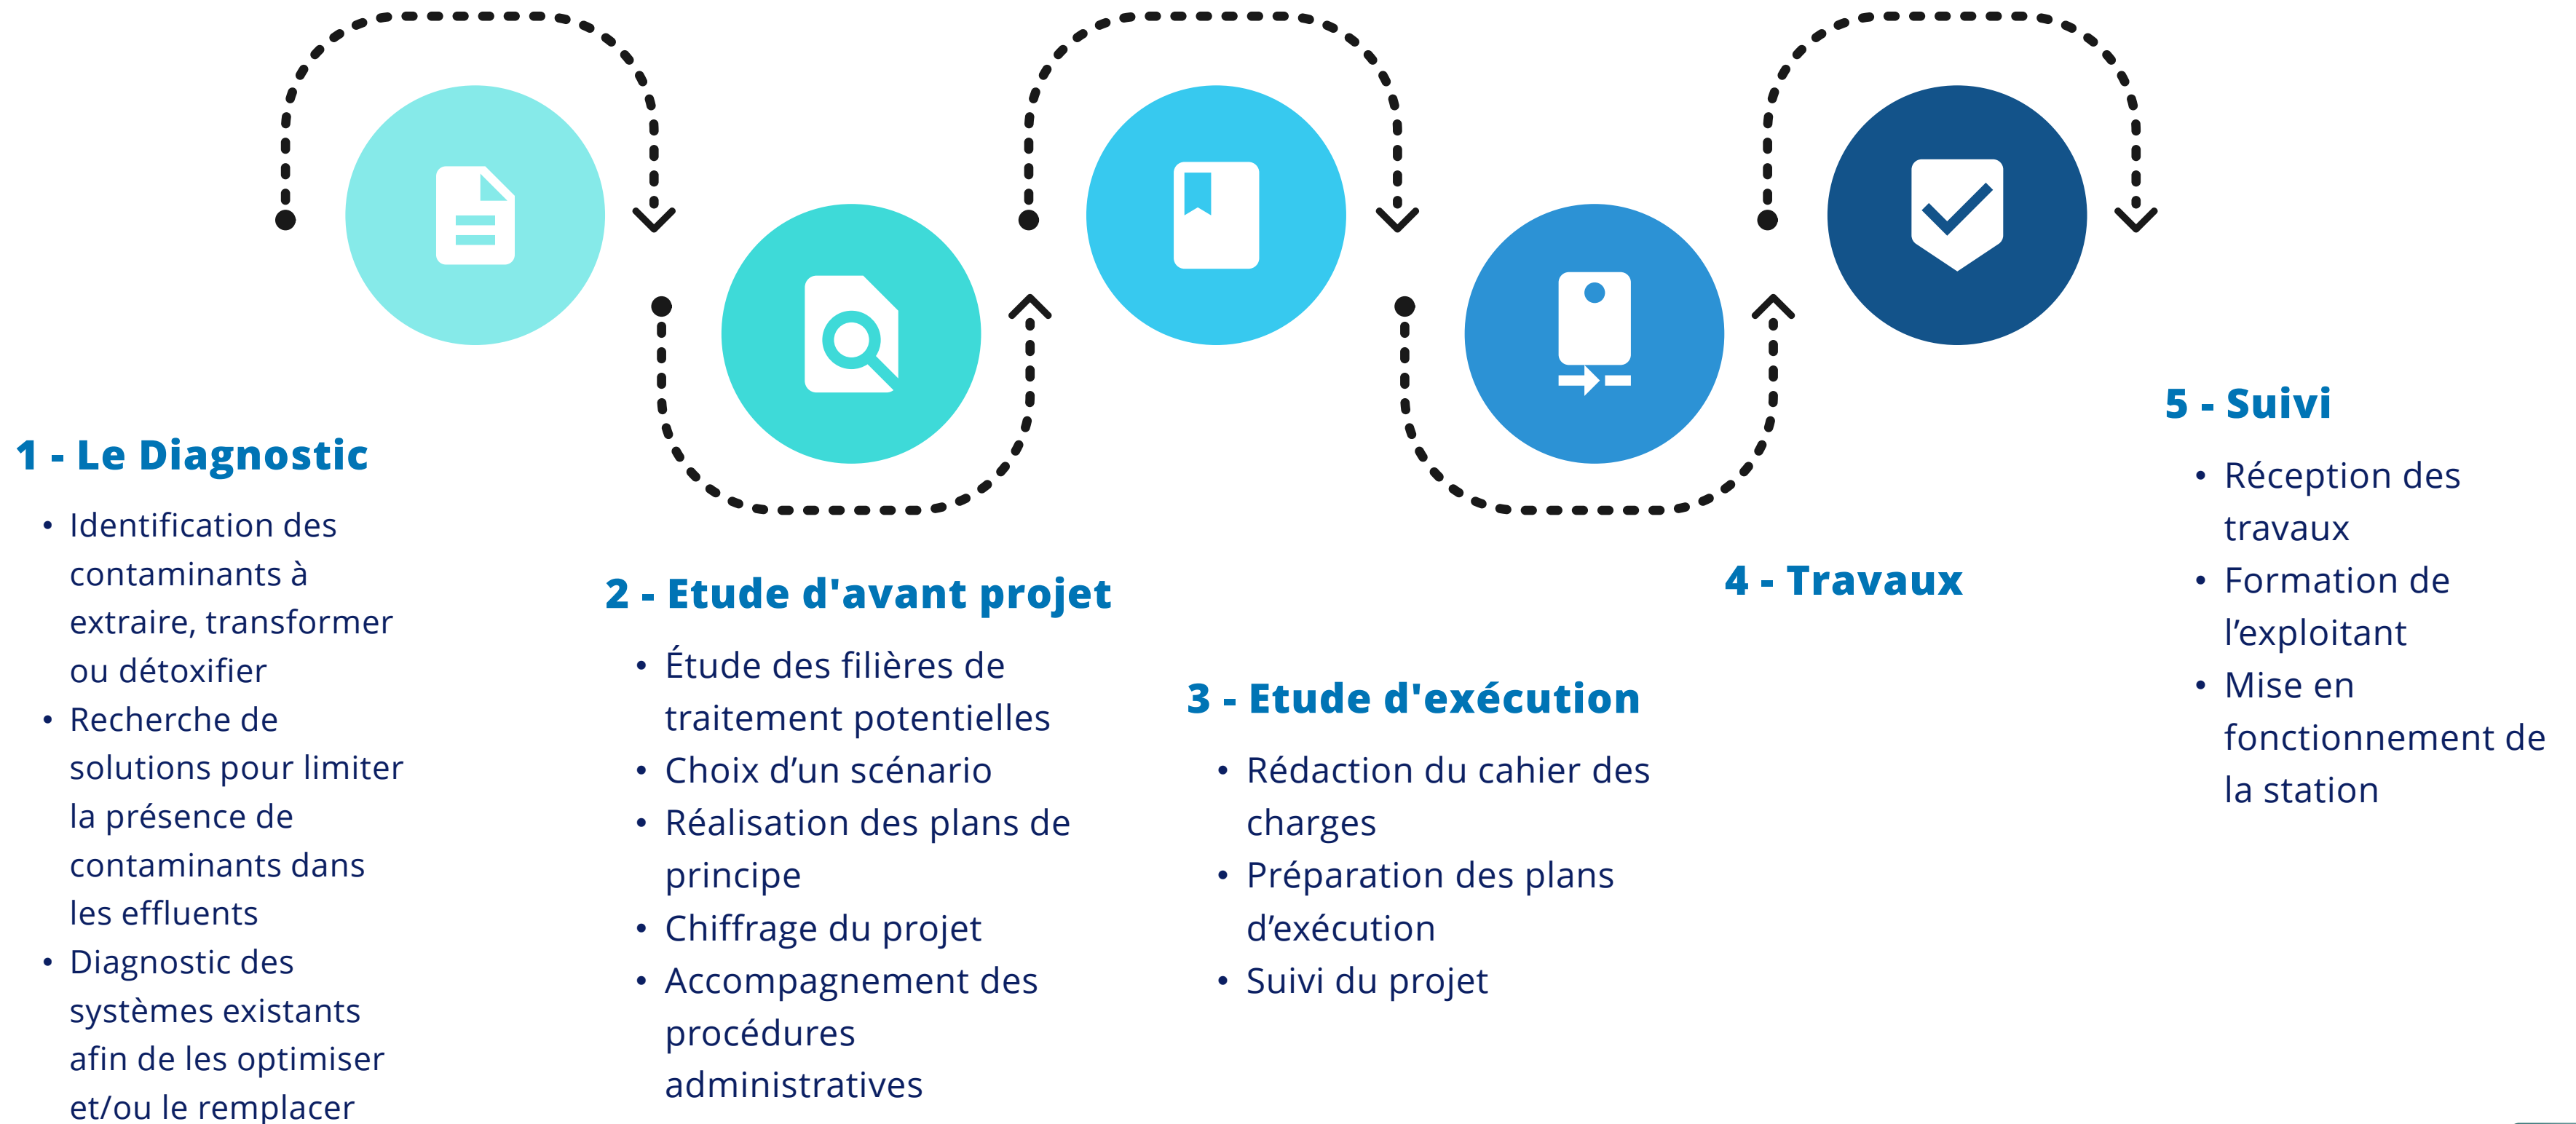 1 - Le Diagnostic
• Identification des
contaminants à
extraire, transformer
ou détoxifier
• Recherche de
solutions pour limiter
la présence de
contaminants dans
les effluents
• Diagnostic des
systèmes existants
afin de les optimiser
et/ou le remplacer
2 - Etude d'avant projet
• Étude des filières de
traitement potentielles
• Choix d’un scénario
• Réalisation des plans de
principe
• Chiffrage du projet
• Accompagnement des
procédures
administratives
3 - Etude d'exécution
• Rédaction du cahier des
charges
• Préparation des plans
d’exécution
• Suivi du projet
4 - Travaux
5 - Suivi
• Réception des
travaux
• Formation de
l’exploitant
• Mise en
fonctionnement de
la station